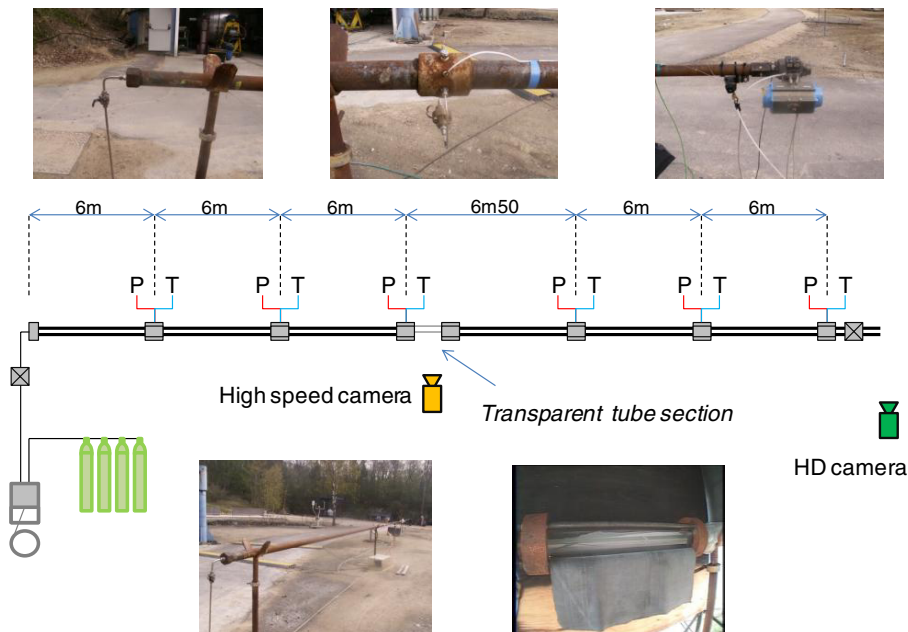 6m 6m 6m 6m50 6m 6m
P T P T P T P T P T P T
High speed camera
Transparent tube section
HD camera